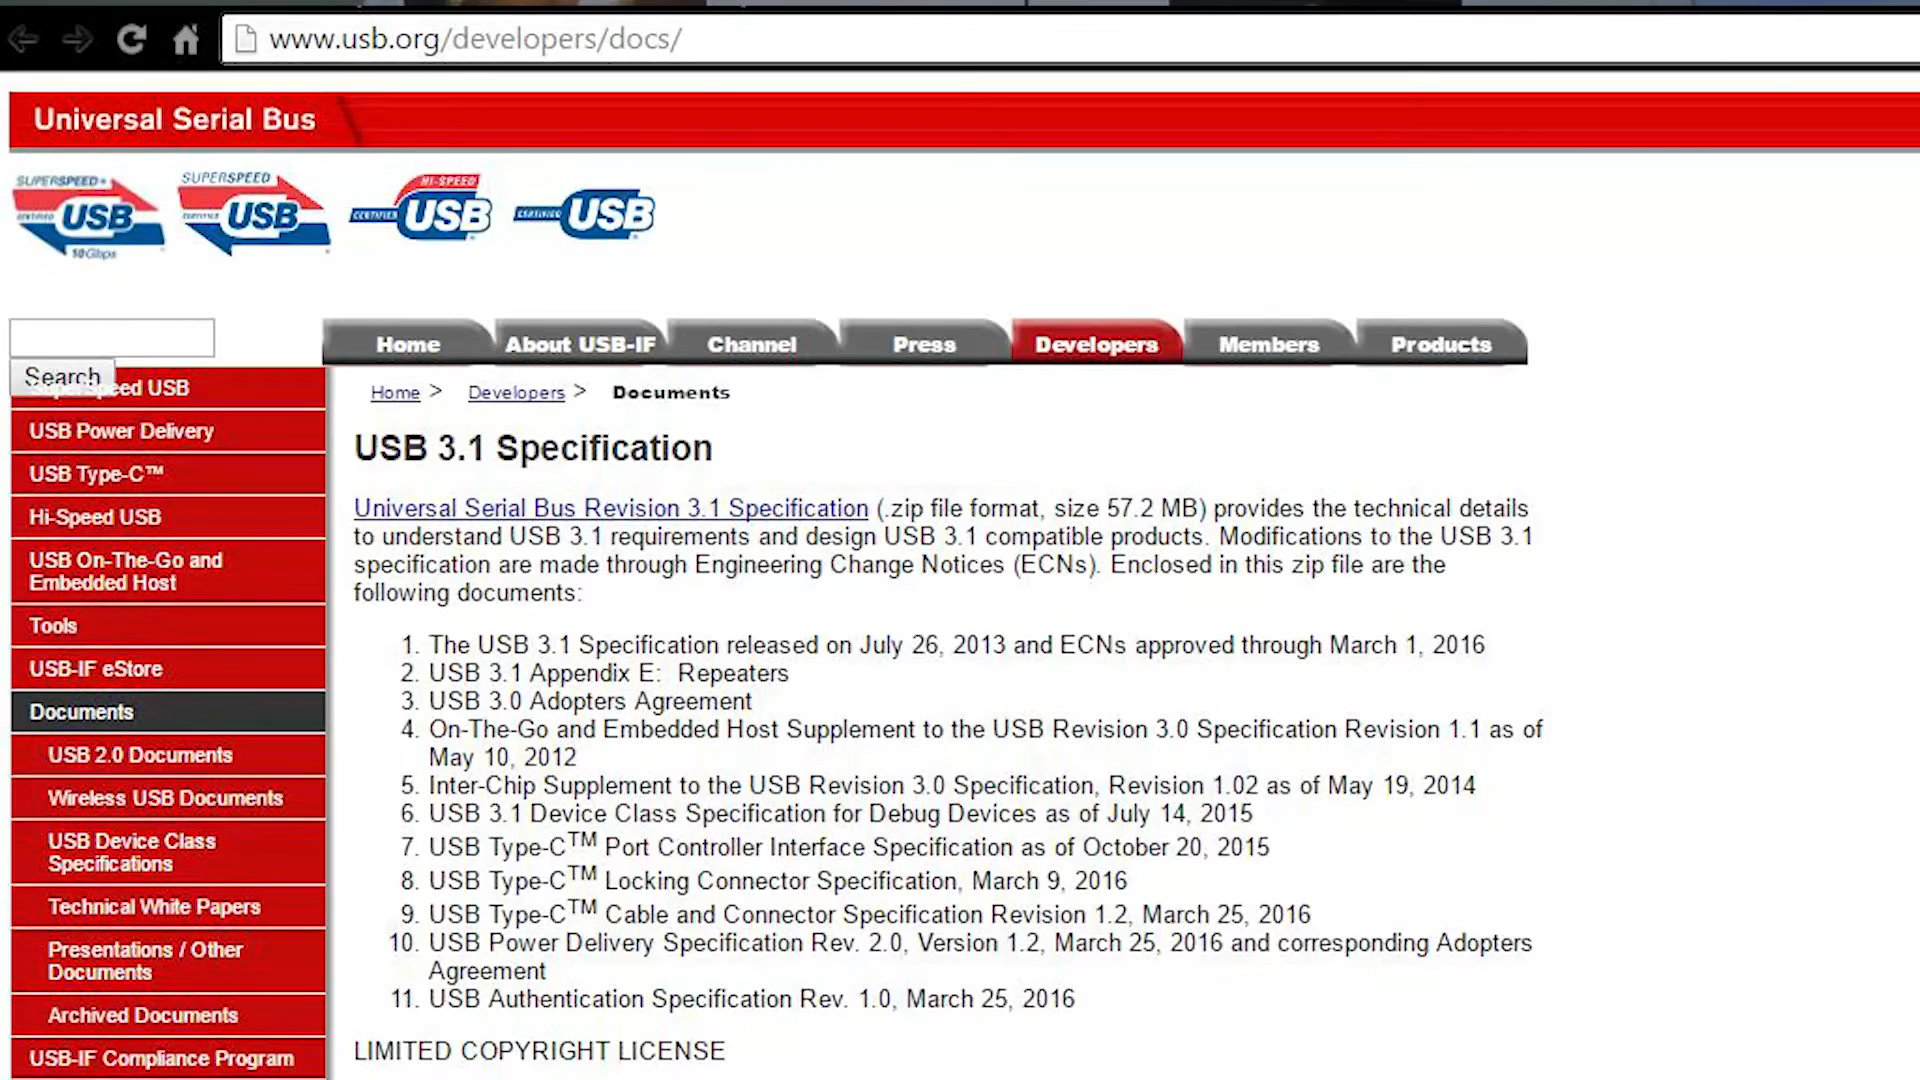 www.usb.org/developers/docs/
Universal Serial Bus
SUPERSPEED+
CERTIFIED USB
10Gbps
SUPERSPEED
CERTIFIED USB
HI-SPEED
CERTIFIED USB
CERTIFIED USB
Search
Home
About USB-IF
Channel
Press
Developers
Members
Products
SuperSpeed USB
USB Power Delivery
USB Type-C™
Hi-Speed USB
USB On-The-Go and
Embedded Host
Tools
USB-IF eStore
Documents
USB 2.0 Documents
Wireless USB Documents
USB Device Class
Specifications
Technical White Papers
Presentations / Other
Documents
Archived Documents
USB-IF Compliance Program
Home > Developers > Documents
USB 3.1 Specification
Universal Serial Bus Revision 3.1 Specification (.zip file format, size 57.2 MB) provides the technical details
to understand USB 3.1 requirements and design USB 3.1 compatible products. Modifications to the USB 3.1
specification are made through Engineering Change Notices (ECNs). Enclosed in this zip file are the
following documents:
1. The USB 3.1 Specification released on July 26, 2013 and ECNs approved through March 1, 2016
2. USB 3.1 Appendix E: Repeaters
3. USB 3.0 Adopters Agreement
4. On-The-Go and Embedded Host Supplement to the USB Revision 3.0 Specification Revision 1.1 as of
May 10, 2012
5. Inter-Chip Supplement to the USB Revision 3.0 Specification, Revision 1.02 as of May 19, 2014
6. USB 3.1 Device Class Specification for Debug Devices as of July 14, 2015
7. USB Type-C™ Port Controller Interface Specification as of October 20, 2015
8. USB Type-C™ Locking Connector Specification, March 9, 2016
9. USB Type-C™ Cable and Connector Specification Revision 1.2, March 25, 2016
10. USB Power Delivery Specification Rev. 2.0, Version 1.2, March 25, 2016 and corresponding Adopters
Agreement
11. USB Authentication Specification Rev. 1.0, March 25, 2016
LIMITED COPYRIGHT LICENSE